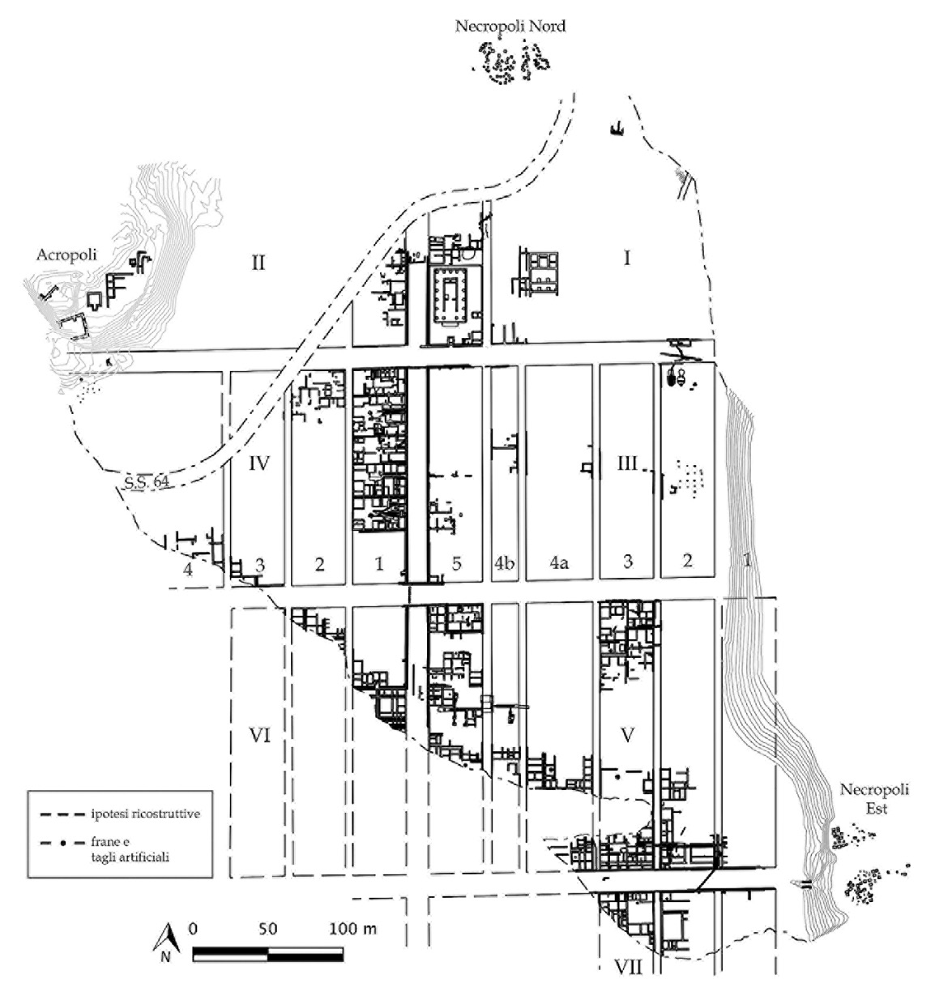 Necropoli Nord
Acropoli
II
I
S.S. 64
IV
III
4
3
2
1
5
4b
4a
3
2
1
VI
V
Necropoli
Est
ipotesi ricostruttive
frane e
tagli artificiali
0 50 100 m
N
VII